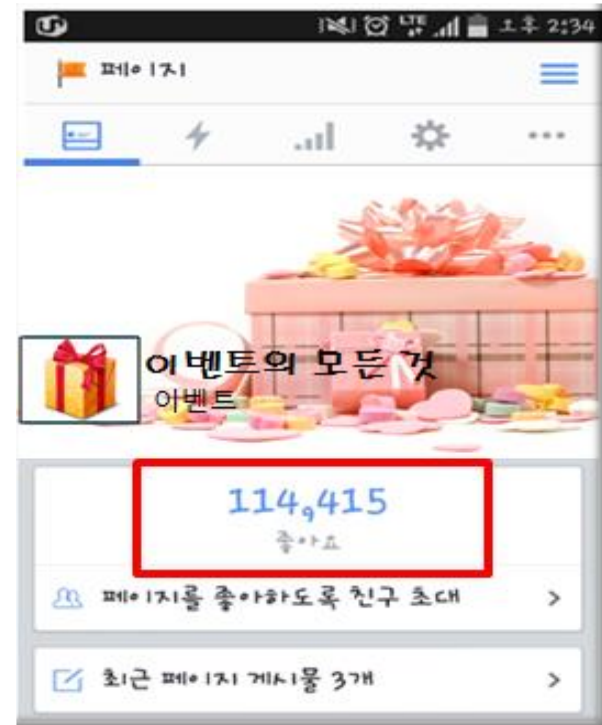 LTE 오후 2:34
페이지
이벤트의 모든 것
이벤트
114,415
좋아요
페이지를 좋아하도록 친구 초대
최근 페이지 게시물 3개